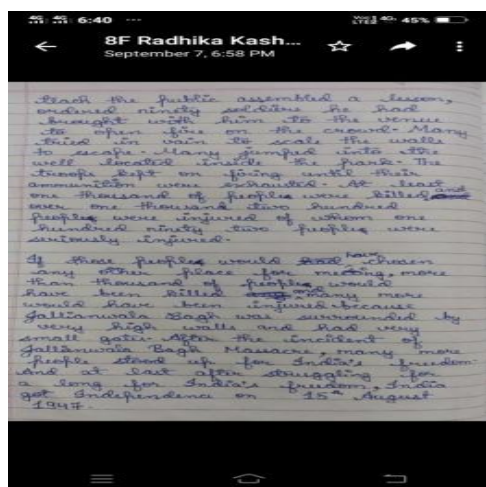 6:40 ... 45%
8F Radhika Kash...
September 7, 6:58 PM
teach the public assembled a lesson,
ordered ninety soldiers he had
brought with him to the venue
to open fire on the crowd. Many
tried in vain to scale the walls
to escape. Many jumped into the
well located inside the park. The
troops kept on firing until their
ammunition were exhausted. At least
one thousand of peoples were killed and
over one thousand two hundred
peoples were injured of whom one
hundred ninety two peoples were
seriously injured.
If those peoples would have chosen
any other place for meeting, more
than thousand of peoples would
have been killed and many more
would have been injured because
Jallianwala Bagh was surrounded by
very high walls and had very
small gates. After the incident of
Jallianwala Bagh Massacre, many more
people stood up for India's freedom.
And at last after struggling for
a long for India's freedom, India
got Independence on 15th August
1947.